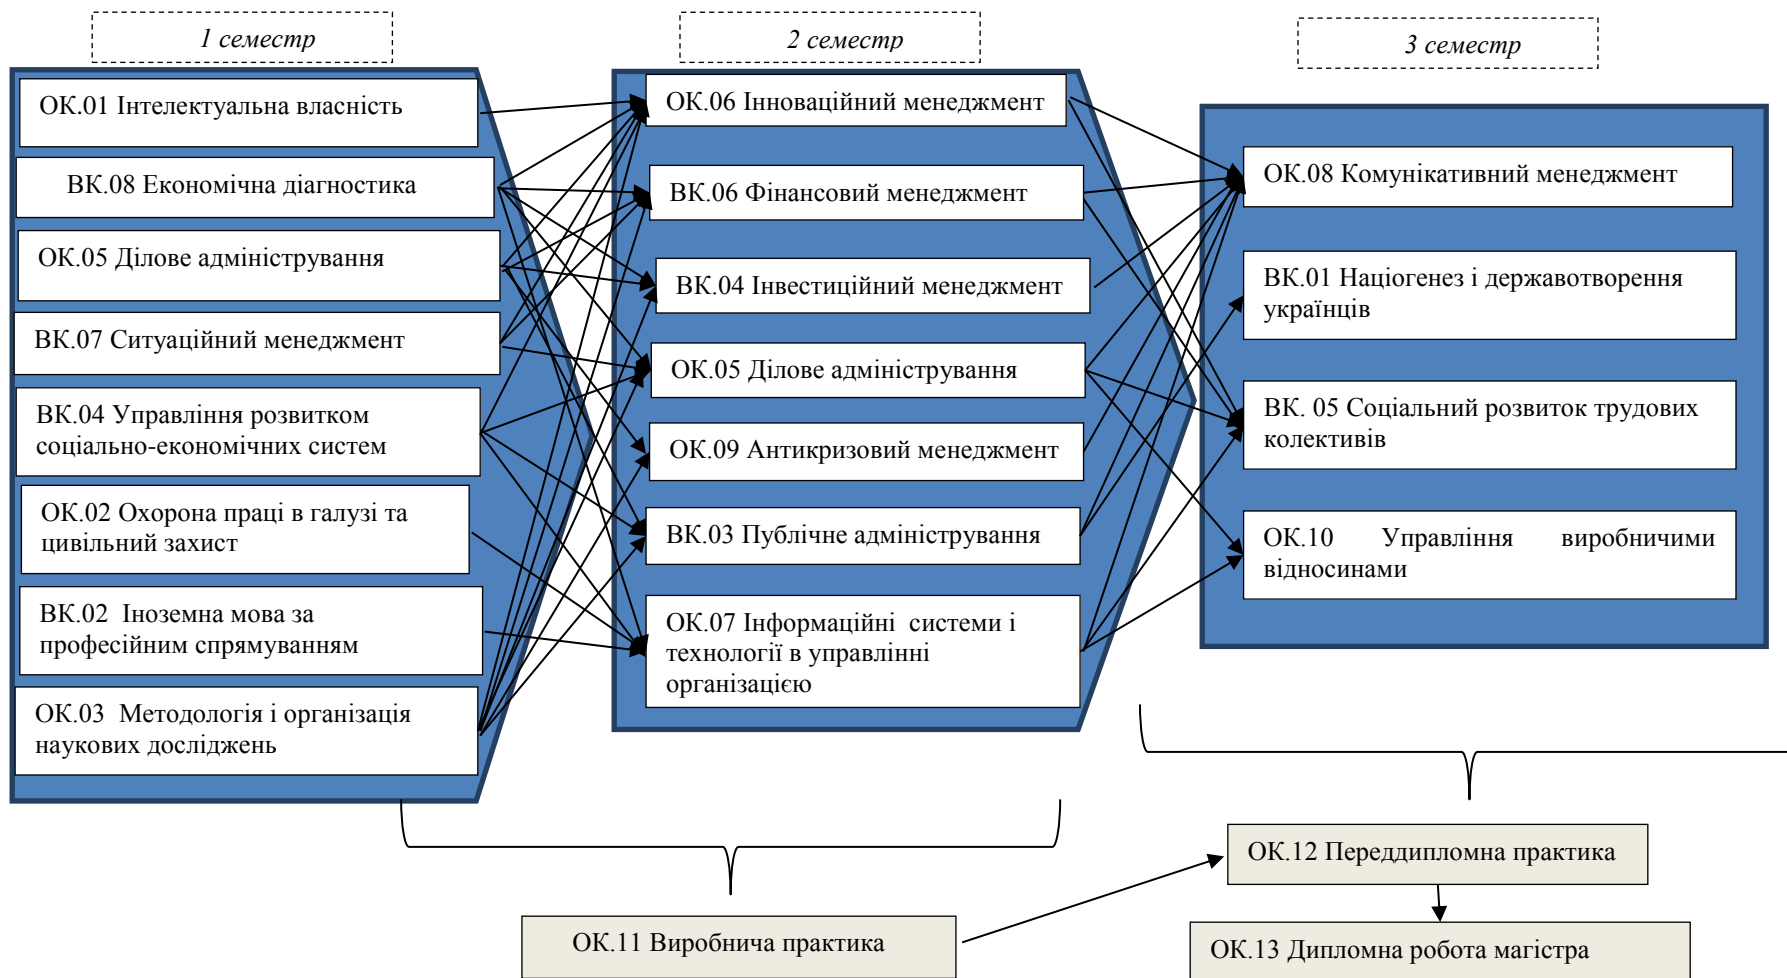 1 семестр
2 семестр
3 семестр
ОК.01 Інтелектуальна власність
ВК.08 Економічна діагностика
ОК.05 Ділове адміністрування
ВК.07 Ситуаційний менеджмент
ВК.04 Управління розвитком
соціально-економічних систем
ОК.02 Охорона праці в галузі та
цивільний захист
ВК.02 Іноземна мова за
професійним спрямуванням
ОК.03 Методологія і організація
наукових досліджень
ОК.06 Інноваційний менеджмент
ВК.06 Фінансовий менеджмент
ВК.04 Інвестиційний менеджмент
ОК.05 Ділове адміністрування
ОК.09 Антикризовий менеджмент
ВК.03 Публічне адміністрування
ОК.07 Інформаційні системи і
технології в управлінні
організацією
ОК.08 Комунікативний менеджмент
ВК.01 Націогенез і державотворення
українців
ВК. 05 Соціальний розвиток трудових
колективів
ОК.10 Управління виробничими
відносинами
ОК.11 Виробнича практика
ОК.12 Переддипломна практика
ОК.13 Дипломна робота магістра